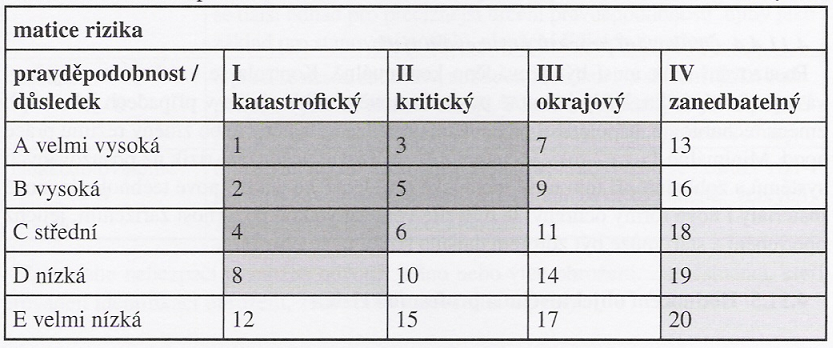 matice rizika
pravděpodobnost / důsledek I katastrofický II kritický III okrajový IV zanedbatelný
A velmi vysoká 1 3 7 13
B vysoká 2 5 9 16
C střední 4 6 11 18
D nízká 8 10 14 19
E velmi nízká 12 15 17 20